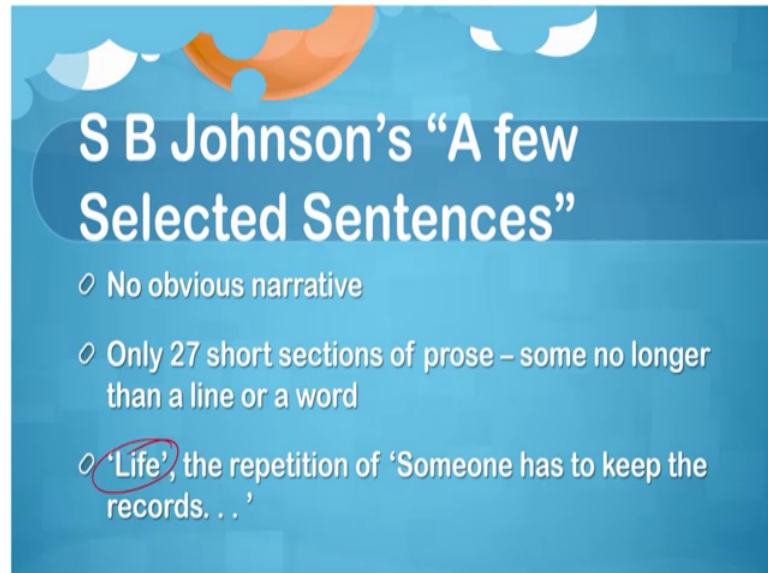 S B Johnson’s “A few
Selected Sentences”
No obvious narrative
Only 27 short sections of prose – some no longer
than a line or a word
‘Life’, the repetition of ‘Someone has to keep the
records. . . ’